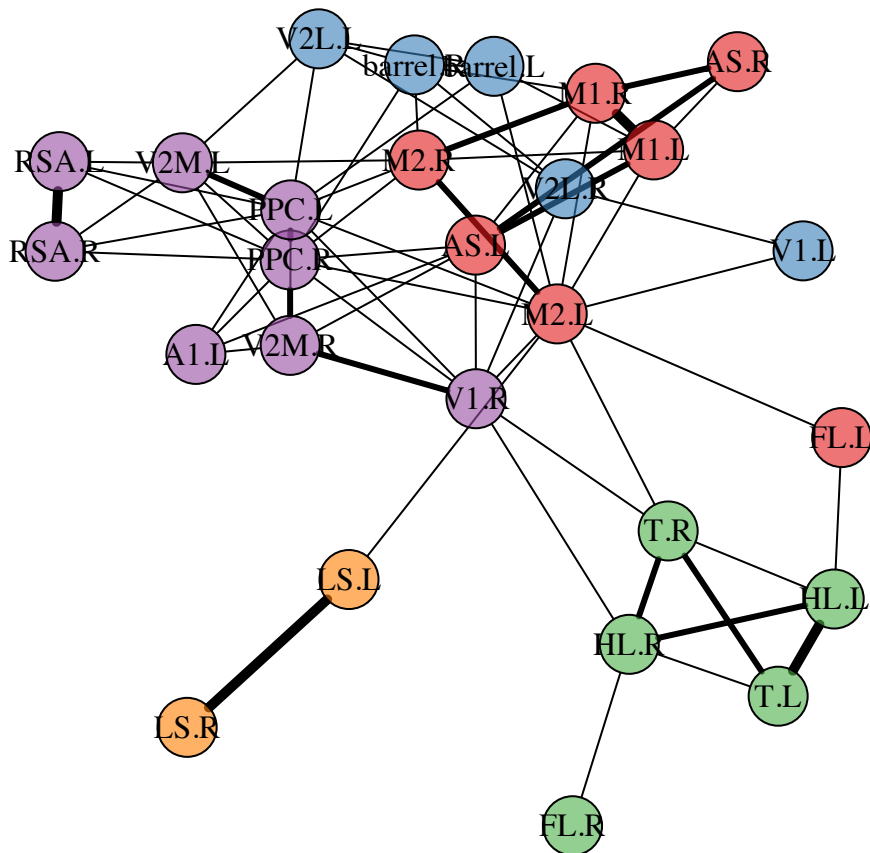 V2L.L
barrel.R
barrel.L
AS.R
M1.R
M1.L
M2.R
RSA.L
V2M.L
V2L.R
PPC.L
AS.L
RSA.R
PPC.R
V1.L
M2.L
A1.L
V2M.R
V1.R
FL.L
T.R
LS.L
HL.L
HL.R
T.L
LS.R
FL.R